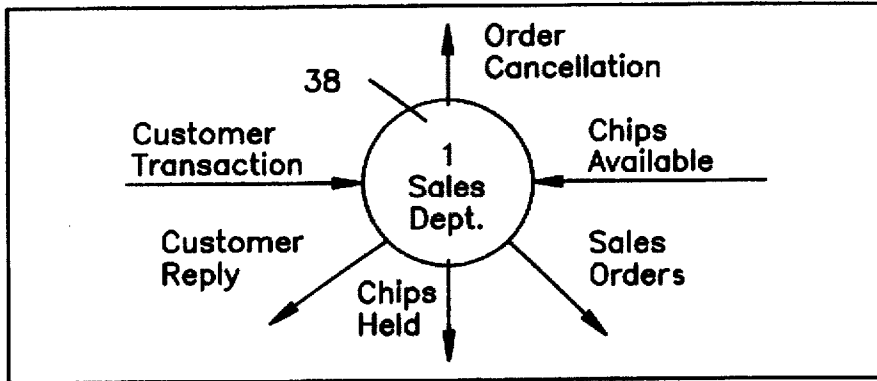 Order
Cancellation
38
Customer
Transaction
1
Sales
Dept.
Chips
Available
Customer
Reply
Chips
Held
Sales
Orders